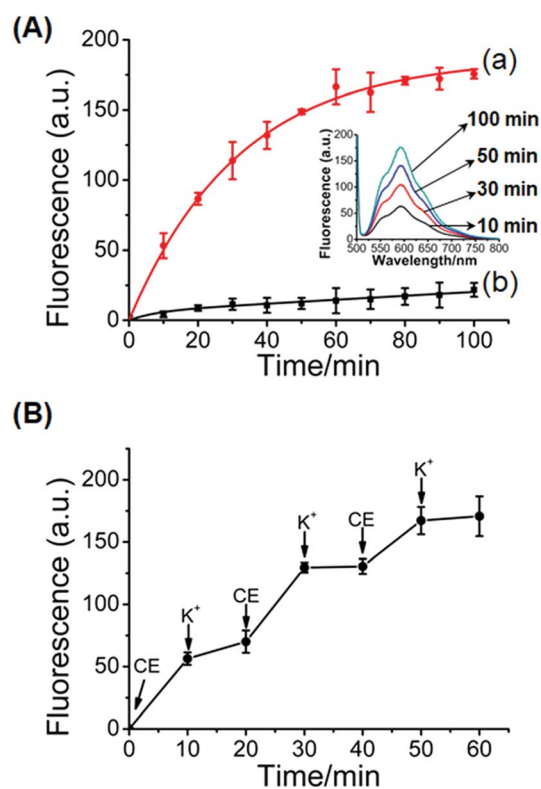 (A)
200
150
100
50
0
Fluorescence (a.u.)
(a)
(b)
200
150
100
50
0
Fluorescence (a.u.)
100 min
50 min
30 min
10 min
500 550 600 650 700 750 800
Wavelength/nm
0 20 40 60 80 100
Time/min
(B)
200
150
100
50
0
Fluorescence (a.u.)
CE
K+
CE
K+
CE
K+
0 10 20 30 40 50 60
Time/min